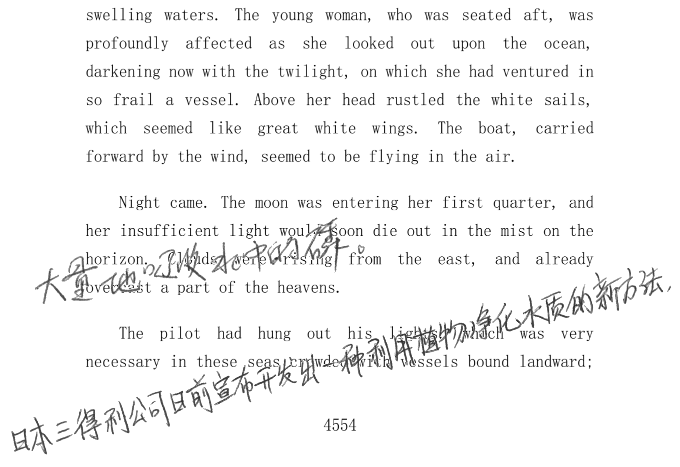 swelling waters. The young woman, who was seated aft, was
profoundly affected as she looked out upon the ocean,
darkening now with the twilight, on which she had ventured in
so frail a vessel. Above her head rustled the white sails,
which seemed like great white wings. The boat, carried
forward by the wind, seemed to be flying in the air.
Night came. The moon was entering her first quarter, and
her insufficient light would soon die out in the mist on the
horizon. Clouds were rising from the east, and already
overcast a part of the heavens.
大量地吸收水中的磷。
The pilot had hung out his lights, which was very
necessary in these seas crowded with vessels bound landward;
日本三得利公司日前宣布开发出一种利用植物净化水质的新方法,
4554